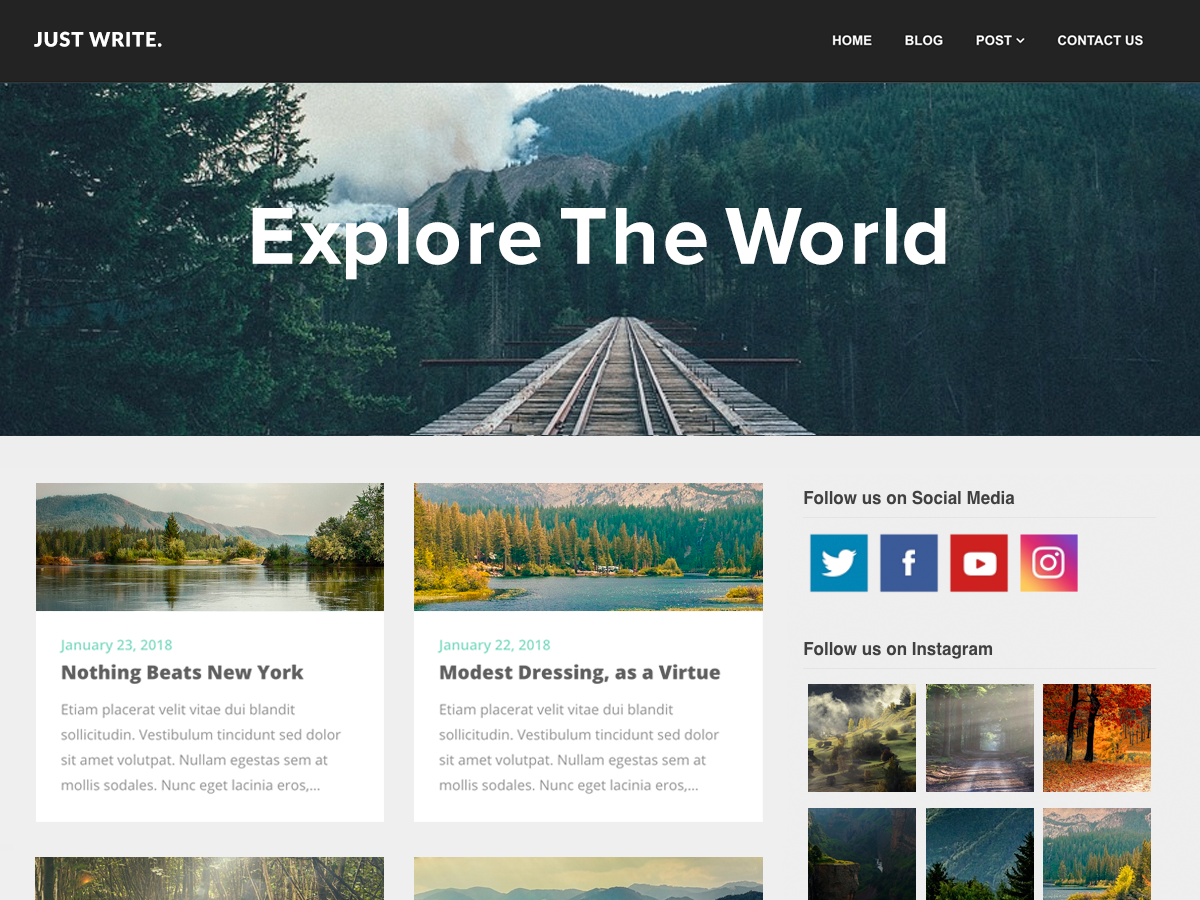 JUST WRITE.
HOME BLOG POST CONTACT US
Explore The World
January 23, 2018
Nothing Beats New York
Etiam placerat velit vitae dui blandit
sollicitudin. Vestibulum tincidunt sed dolor
sit amet volutpat. Nullam egestas sem at
mollis sodales. Nunc eget lacinia eros,...
January 22, 2018
Modest Dressing, as a Virtue
Etiam placerat velit vitae dui blandit
sollicitudin. Vestibulum tincidunt sed dolor
sit amet volutpat. Nullam egestas sem at
mollis sodales. Nunc eget lacinia eros,...
Follow us on Social Media
f
Follow us on Instagram